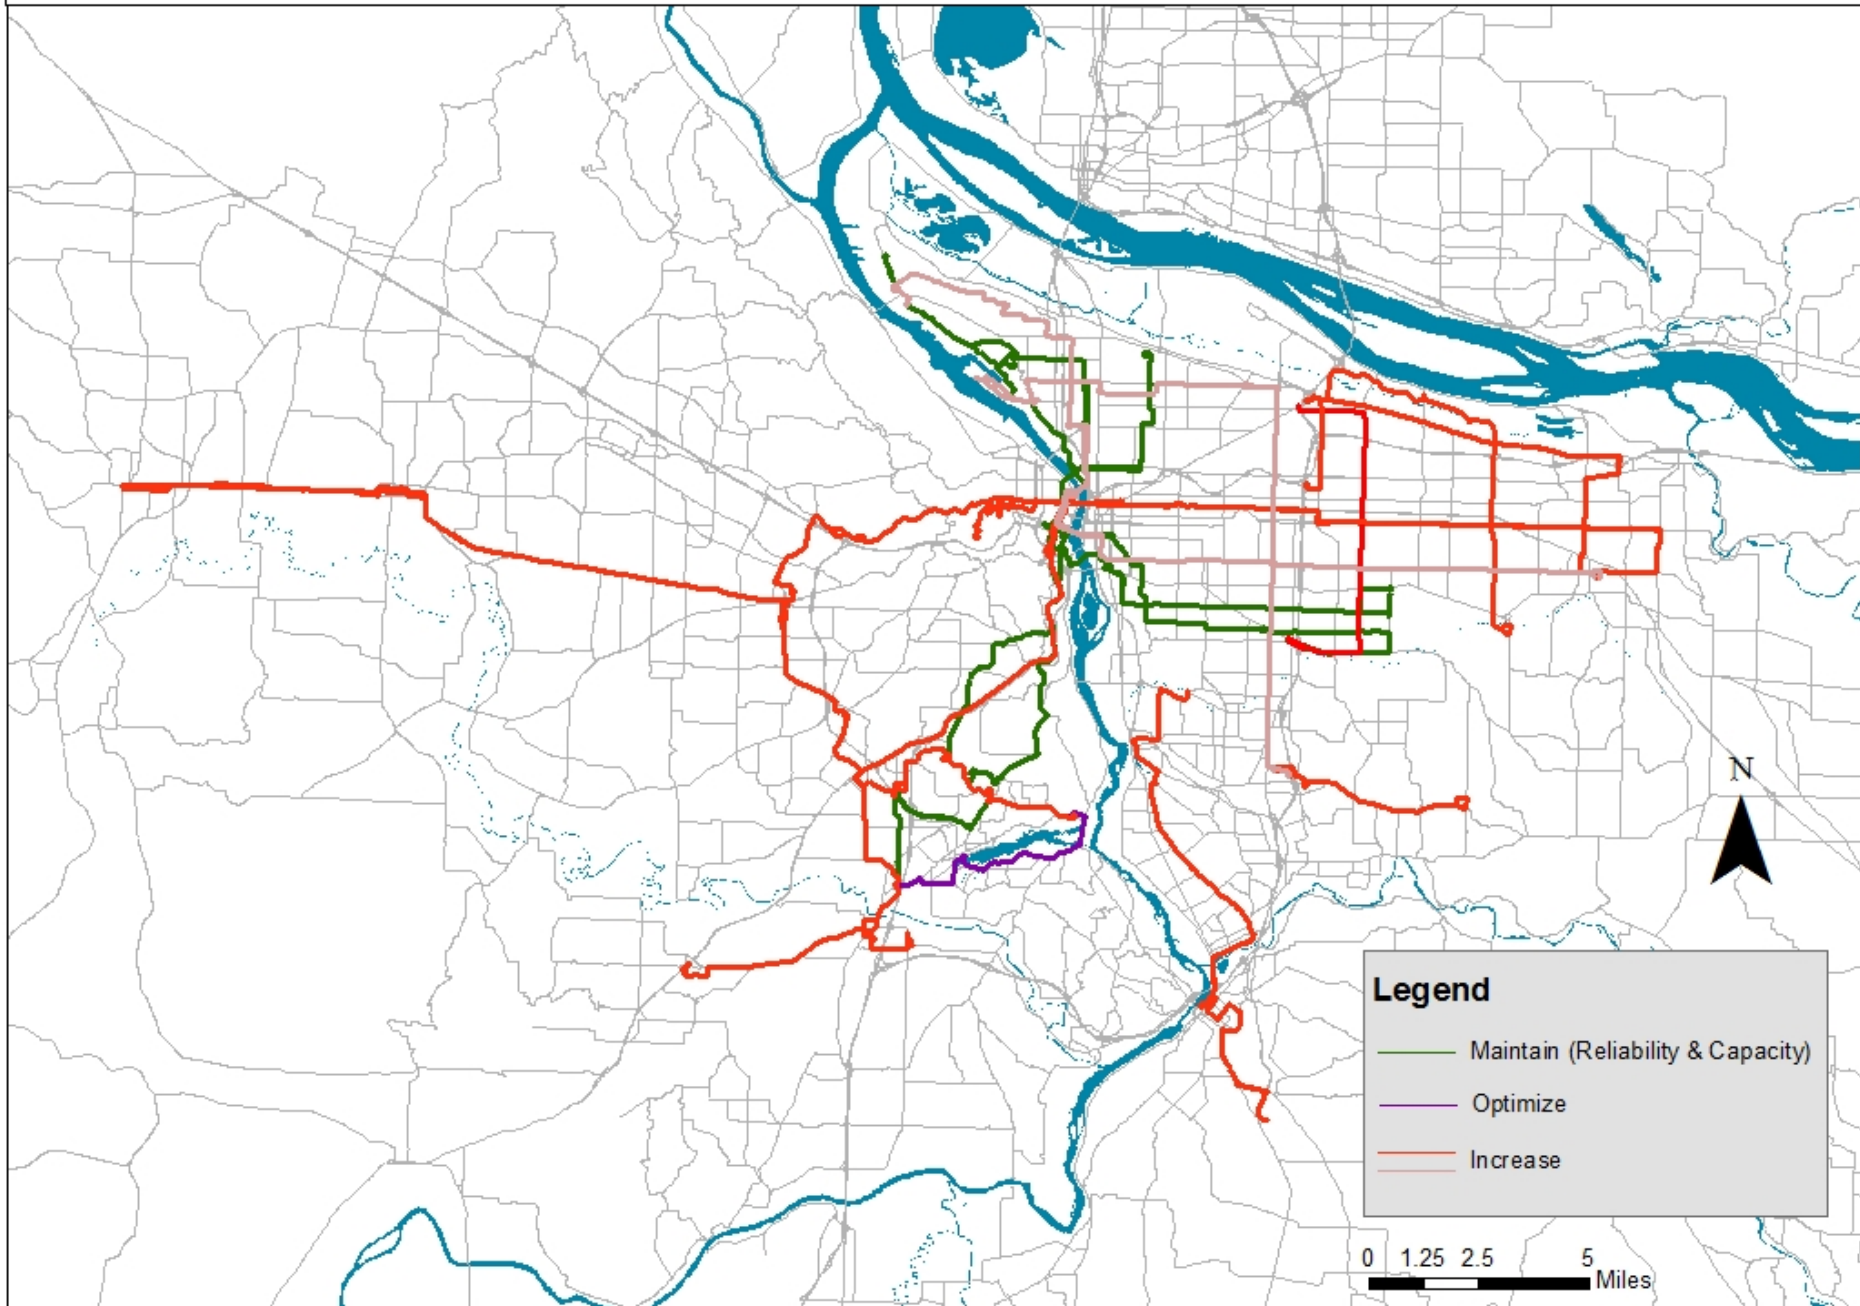 N
Legend
Maintain (Reliability & Capacity)
Optimize
Increase
0 1.25 2.5 5
Miles